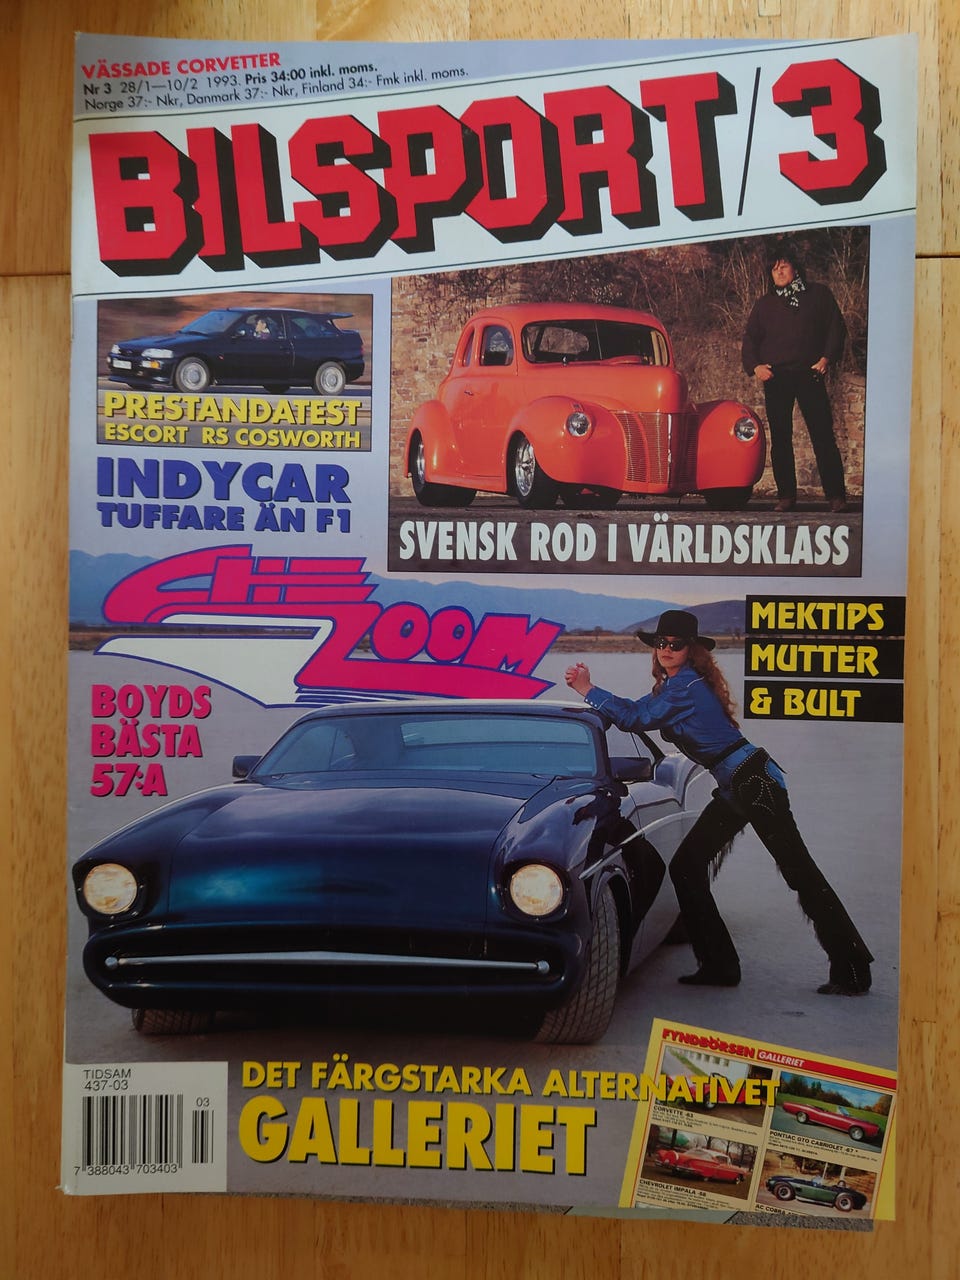 VÄSSADE CORVETTER
Nr 3 28/1—10/2 1993. Pris 34:00 inkl. moms.
Norge 37:- Nkr, Danmark 37:- Nkr, Finland 34:- Fmk inkl. moms.
BILSPORT/3
PRESTANDATEST
ESCORT RS COSWORTH
INDYCAR
TUFFARE ÄN F1
SVENSK ROD I VÄRLDSKLASS
CHE
ZOOM
BOYDS
BÄSTA
57:A
MEKTIPS
MUTTER
& BULT
DET FÄRGSTARKA ALTERNATIVET
GALLERIET
FYNDBÖRSEN GALLERIET
CORVETTE -63
PONTIAC GTO CABRIOLET -67
CHEVROLET IMPALA -58
AC COBRA
TIDSAM
437-03
03
7 388043 703403